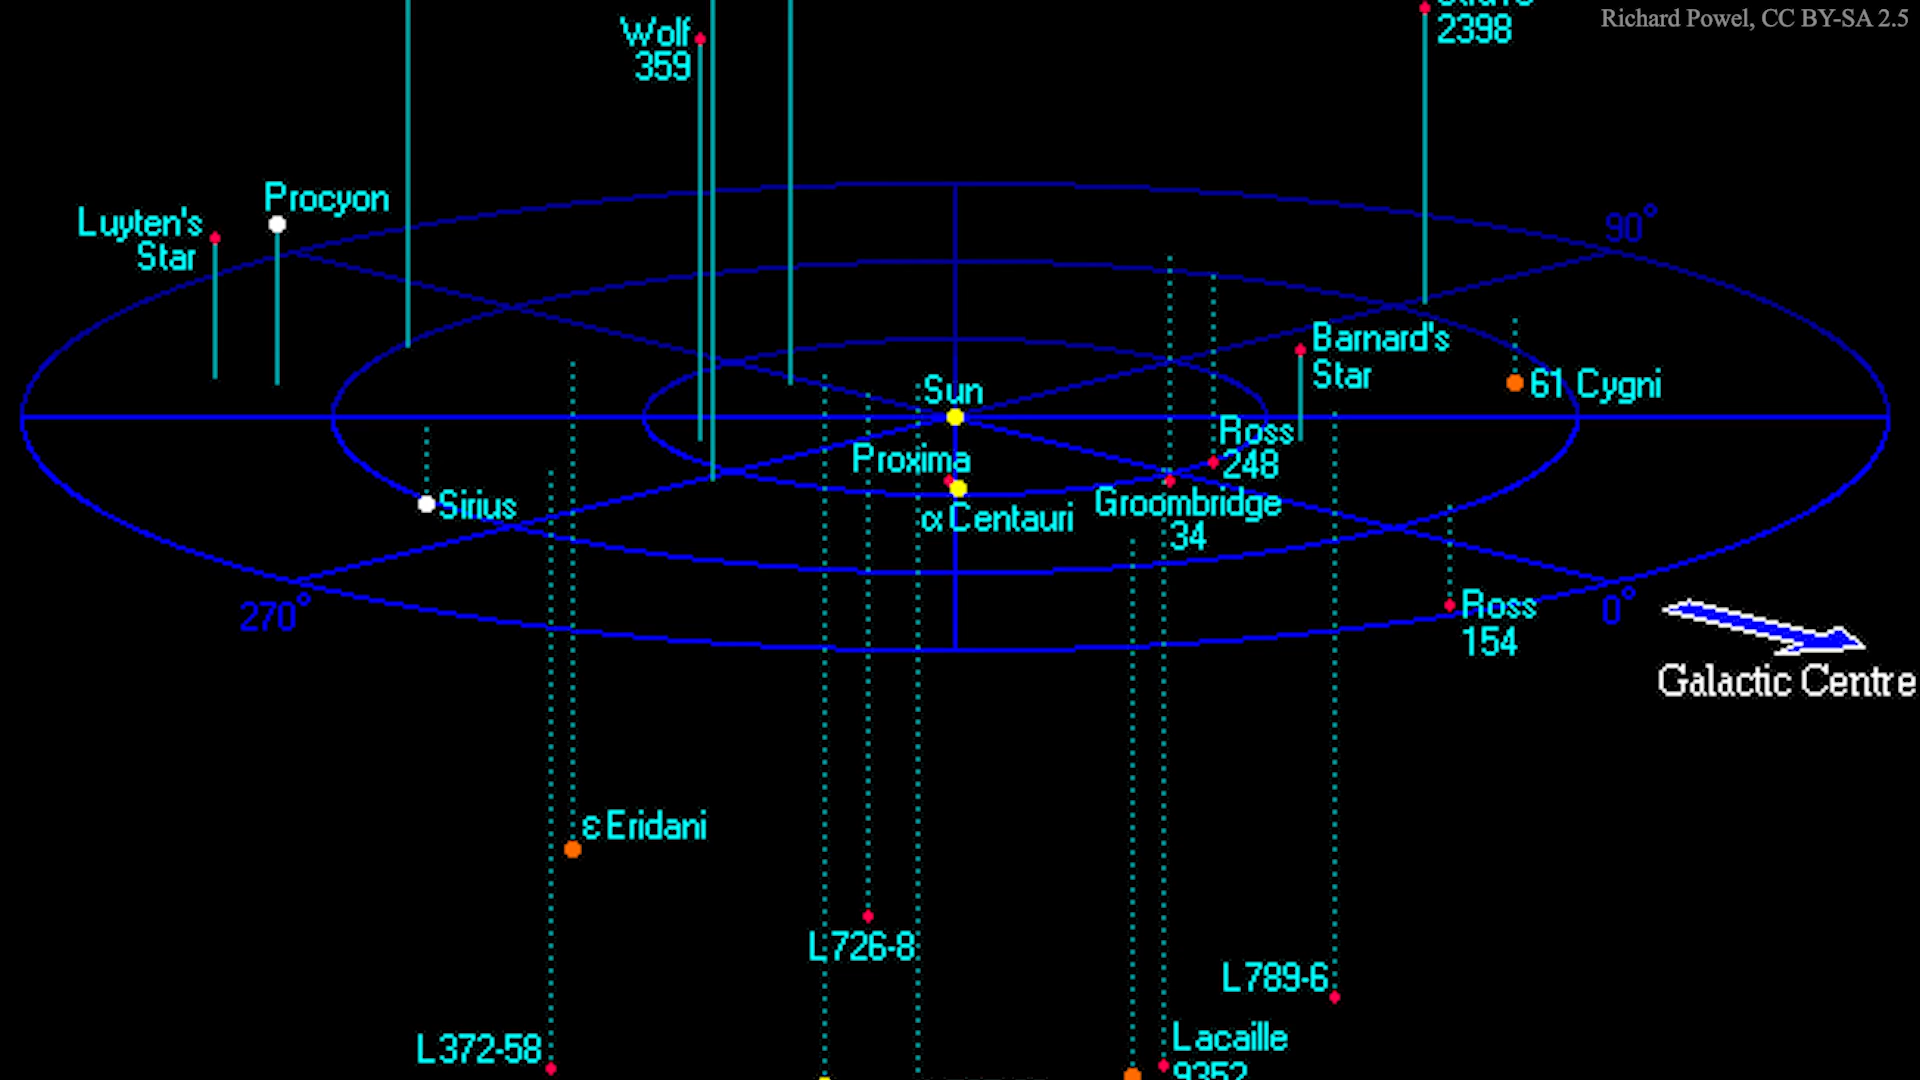 Richard Powel, CC BY-SA 2.5
2398
Wolf
359
Procyon
Luyten's
Star
90°
Barnard's
Star
61 Cygni
Sun
Ross
248
Proxima
Sirius
α Centauri
Groombridge
34
270°
0°
Ross
154
Galactic Centre
ε Eridani
L726-8
L789-6
L372-58
Lacaille
9352